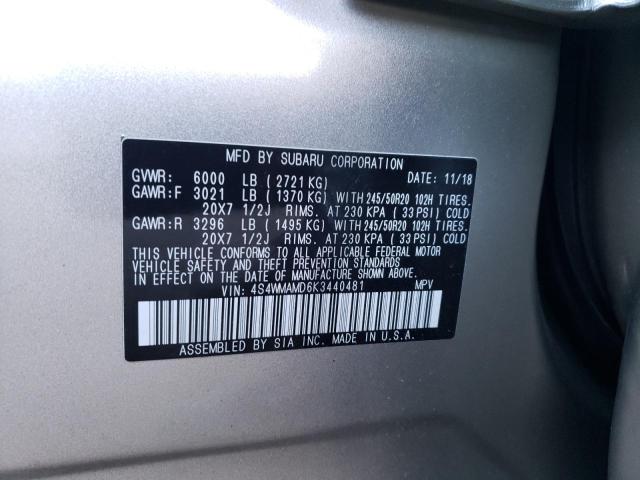 MFD BY SUBARU CORPORATION
GVWR: 6000 LB ( 2721 KG) DATE: 11/18
GAWR: F 3021 LB ( 1370 KG) WITH 245/50R20 102H TIRES.
20X7 1/2J RIMS. AT 230 KPA ( 33 PSI) COLD
GAWR: R 3296 LB ( 1495 KG) WITH 245/50R20 102H TIRES.
20X7 1/2J RIMS. AT 230 KPA ( 33 PSI) COLD
THIS VEHICLE CONFORMS TO ALL APPLICABLE FEDERAL MOTOR
VEHICLE SAFETY AND THEFT PREVENTION STANDARDS
IN EFFECT ON THE DATE OF MANUFACTURE SHOWN ABOVE.
VIN: 4S4WMAMD6K3440481 MPV
ASSEMBLED BY SIA INC. MADE IN U.S.A.